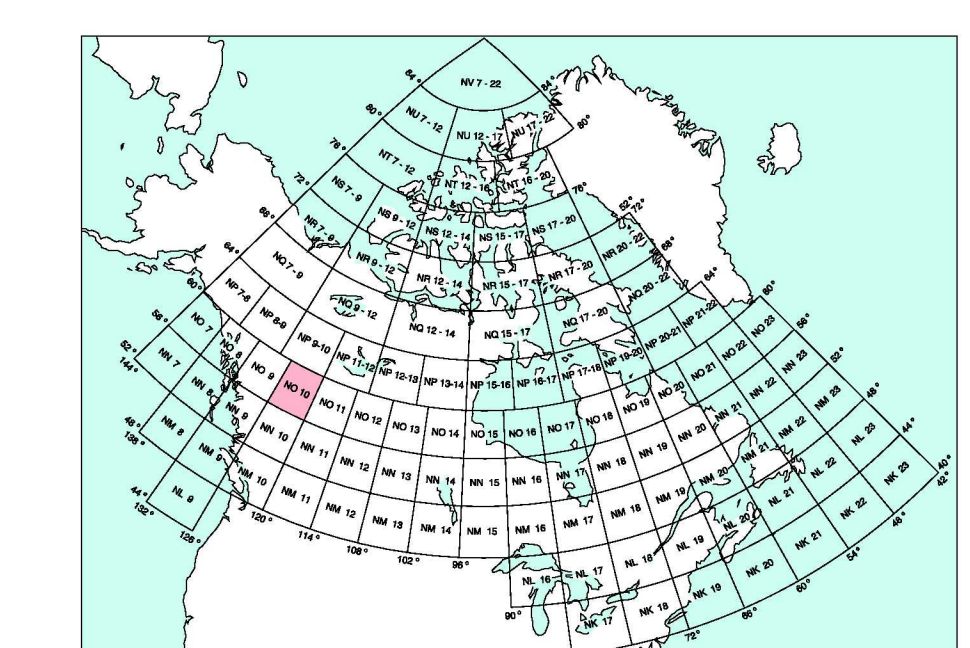 NV 7 - 22
84°
84°
NU 7 - 12
NU 12 - 17
NU 17 - 22
80°
80°
NT 7 - 12
NT 12 - 16
NT 16 - 20
76°
76°
NS 7 - 9
NS 9 - 12
NS 12 - 14
NS 15 - 17
NS 17 - 20
72°
52°
72°
NR 7 - 9
NR 9 - 12
NR 12 - 14
NR 15 - 17
NR 17 - 20
NR 20 - 22
68°
68°
NQ 7 - 9
NQ 9 - 12
NQ 12 - 14
NQ 15 - 17
NQ 17 - 20
NQ 20 - 22
64°
64°
NP 7-8
NP 8-9
NP 9-10
NP 11-12
NP 12-13
NP 13-14
NP 15-16
NP 16-17
NP 17-18
NP 19-20
NP 20-21
NP 21-22
60°
60°
NO 7
NO 8
NO 9
NO 10
NO 11
NO 12
NO 13
NO 14
NO 15
NO 16
NO 17
NO 18
NO 19
NO 20
NO 21
NO 22
NO 23
56°
56°
NN 7
NN 8
NN 9
NN 10
NN 11
NN 12
NN 13
NN 14
NN 15
NN 16
NN 17
NN 18
NN 19
NN 20
NN 21
NN 22
NN 23
52°
144°
52°
NM 8
NM 9
NM 10
NM 11
NM 12
NM 13
NM 14
NM 15
NM 16
NM 17
NM 18
NM 19
NM 20
NM 21
NM 22
NM 23
48°
138°
48°
NL 9
NL 16
NL 17
NL 18
NL 19
NL 20
NL 21
NL 22
NL 23
44°
132°
44°
NK 17
NK 18
NK 19
NK 20
NK 21
NK 22
NK 23
40°
42°
126°
120°
114°
108°
102°
96°
90°
72°
66°
60°
54°
48°